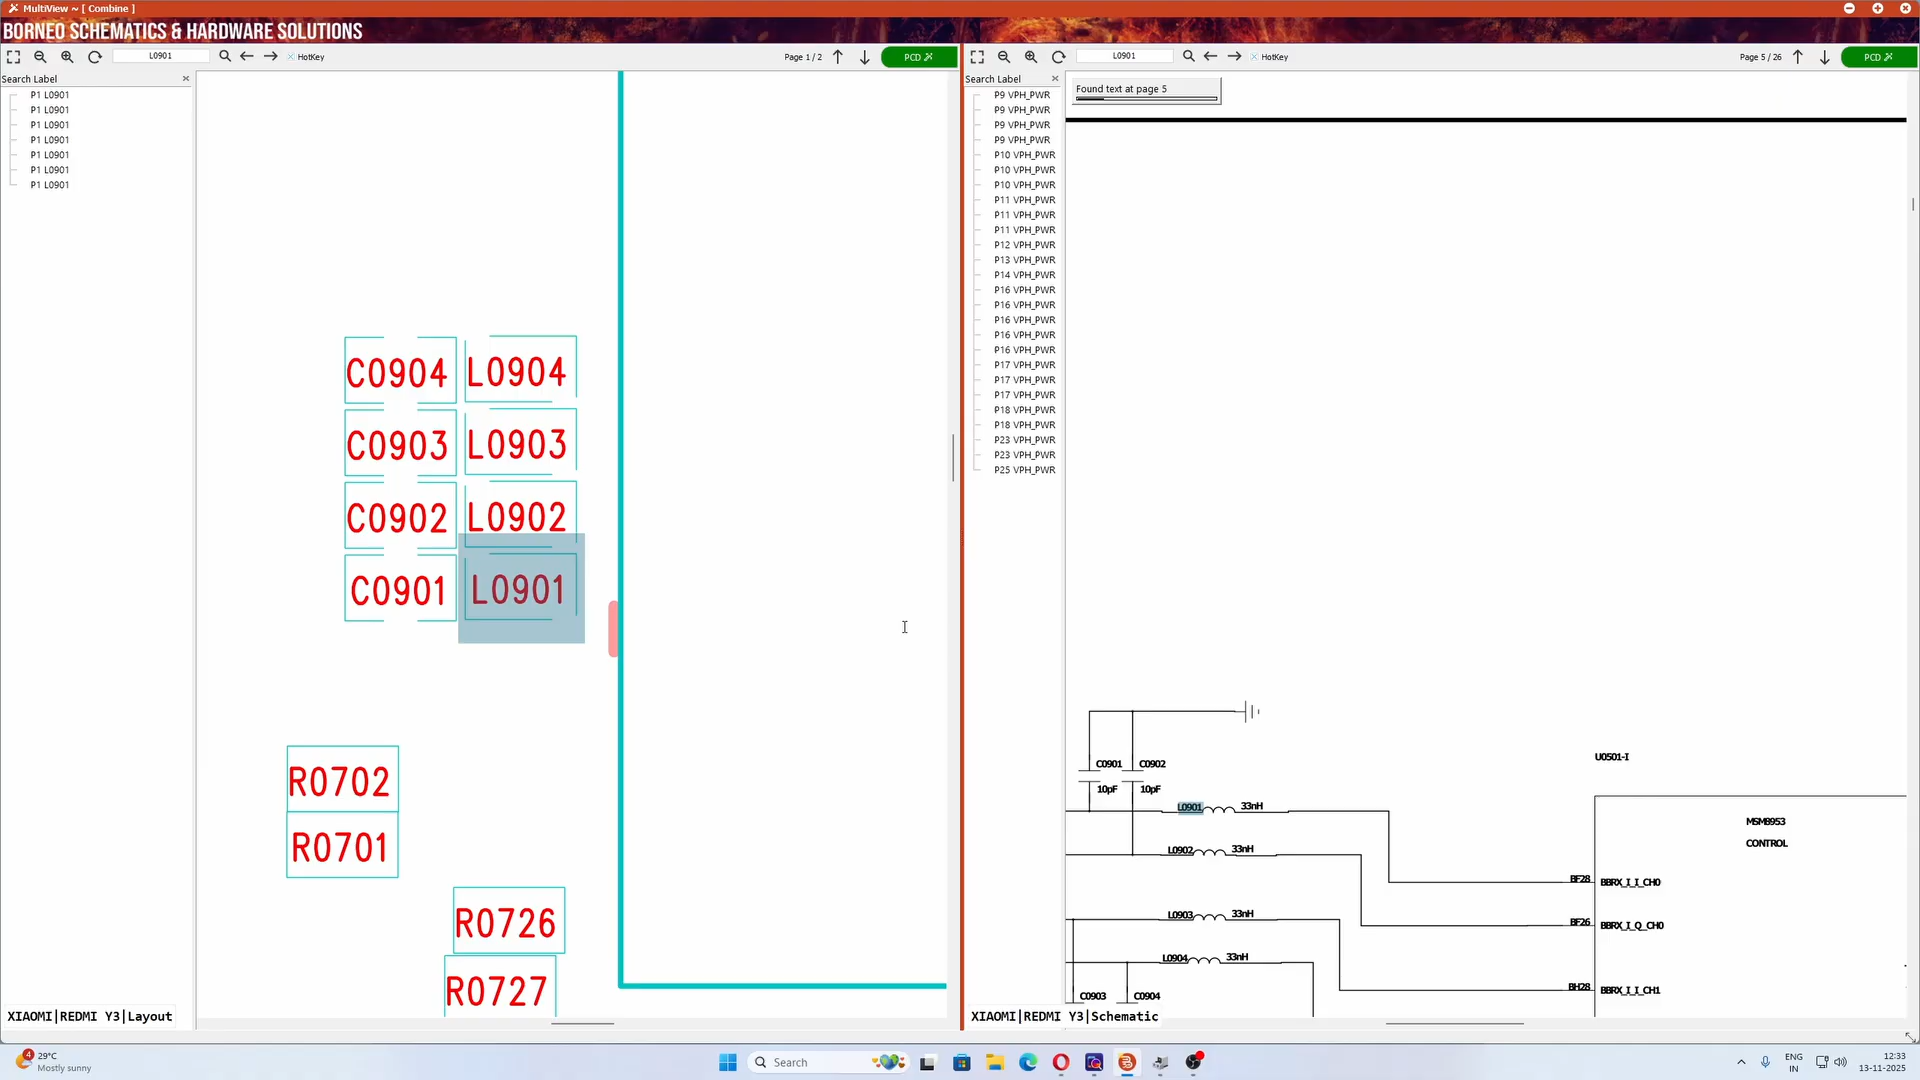 MultiView ~ [ Combine ]
BORNEO SCHEMATICS & HARDWARE SOLUTIONS
L0901
HotKey
Page 1 / 2
PCD
Search Label
P1 L0901
P1 L0901
P1 L0901
P1 L0901
P1 L0901
P1 L0901
P1 L0901
C0904 L0904
C0903 L0903
C0902 L0902
C0901 L0901
R0702
R0701
R0726
R0727
XIAOMI|REDMI Y3|Layout
L0901
HotKey
Page 5 / 26
PCD
Search Label
Found text at page 5
P9 VPH_PWR
P9 VPH_PWR
P9 VPH_PWR
P9 VPH_PWR
P10 VPH_PWR
P10 VPH_PWR
P10 VPH_PWR
P11 VPH_PWR
P11 VPH_PWR
P11 VPH_PWR
P12 VPH_PWR
P13 VPH_PWR
P14 VPH_PWR
P16 VPH_PWR
P16 VPH_PWR
P16 VPH_PWR
P16 VPH_PWR
P16 VPH_PWR
P17 VPH_PWR
P17 VPH_PWR
P17 VPH_PWR
P18 VPH_PWR
P18 VPH_PWR
P23 VPH_PWR
P23 VPH_PWR
P25 VPH_PWR
U0501-I
C0901 C0902
10pF 10pF
L0901 33nH
MSM8953
CONTROL
L0902 33nH
BF28 BBRX_I_I_CH0
L0903 33nH
BF26 BBRX_I_Q_CH0
L0904 33nH
BH28 BBRX_I_I_CH1
C0903 C0904
XIAOMI|REDMI Y3|Schematic
4
29°C
Mostly sunny
Search
ENG
IN
12:33
13-11-2025